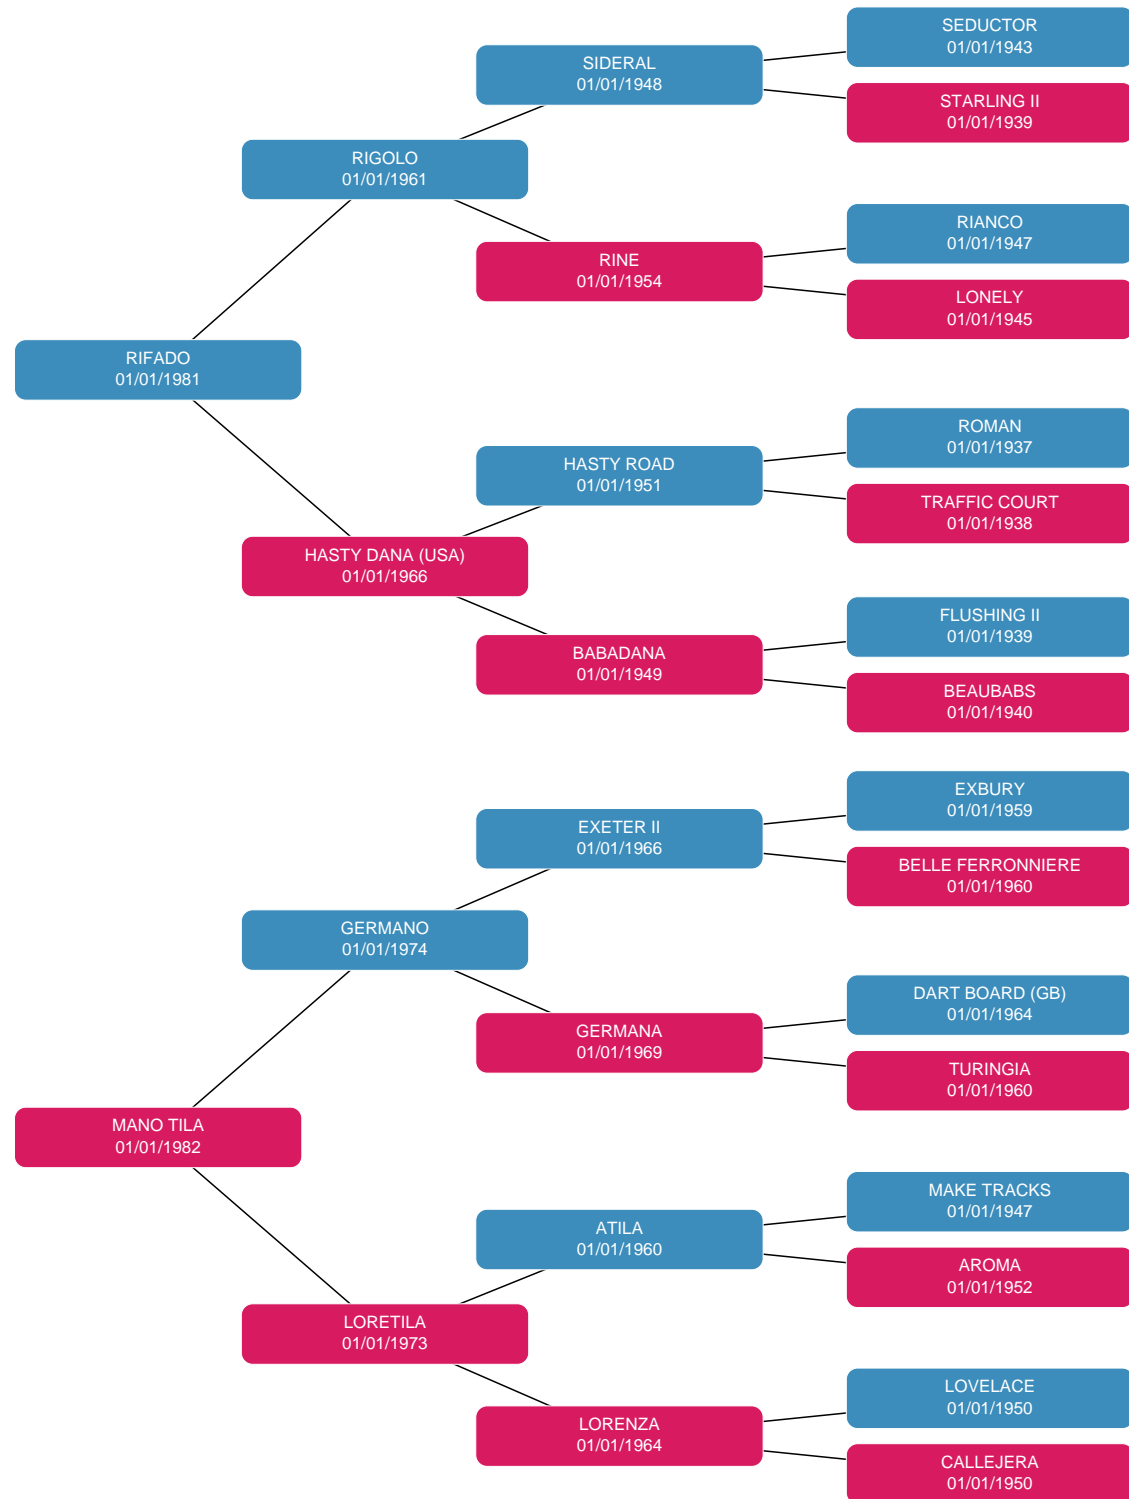 SEDUCTOR
01/01/1943
SIDERAL
01/01/1948
STARLING II
01/01/1939
RIGOLO
01/01/1961
RIANCO
01/01/1947
RINE
01/01/1954
LONELY
01/01/1945
RIFADO
01/01/1981
ROMAN
01/01/1937
HASTY ROAD
01/01/1951
TRAFFIC COURT
01/01/1938
HASTY DANA (USA)
01/01/1966
FLUSHING II
01/01/1939
BABADANA
01/01/1949
BEAUBABS
01/01/1940
EXBURY
01/01/1959
EXETER II
01/01/1966
BELLE FERRONNIERE
01/01/1960
GERMANO
01/01/1974
DART BOARD (GB)
01/01/1964
GERMANA
01/01/1969
TURINGIA
01/01/1960
MANO TILA
01/01/1982
MAKE TRACKS
01/01/1947
ATILA
01/01/1960
AROMA
01/01/1952
LORETILA
01/01/1973
LOVELACE
01/01/1950
LORENZA
01/01/1964
CALLEJERA
01/01/1950